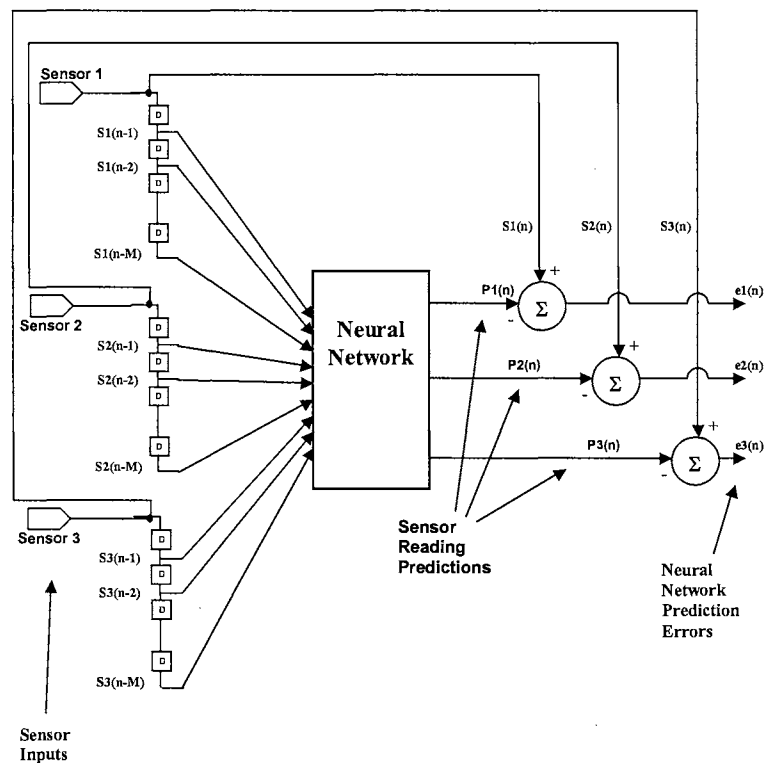 Sensor 1
D
S1(n-1)
D
S1(n-2)
D
D
S1(n-M)
Sensor 2
D
S2(n-1)
D
S2(n-2)
D
D
S2(n-M)
Sensor 3
D
S3(n-1)
D
S3(n-2)
D
D
S3(n-M)
Sensor
Inputs
Neural
Network
S1(n)
S2(n)
S3(n)
P1(n)
+
-
Σ
e1(n)
P2(n)
+
-
Σ
e2(n)
P3(n)
+
-
Σ
e3(n)
Sensor
Reading
Predictions
Neural
Network
Prediction
Errors